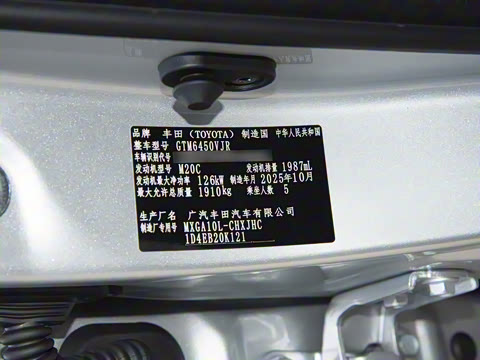 品牌 丰田（TOYOTA） 制造国 中华人民共和国
整车型号 GTM6450VJR
车辆识别代号
发动机型号 M20C 发动机排量 1987mL
发动机最大净功率 126kW 制造年月 2025年10月
最大允许总质量 1910kg 乘坐人数 5
生产厂名 广汽丰田汽车有限公司
制造厂专用号 MXGA10L-CHXJHC
1D4EB20K121